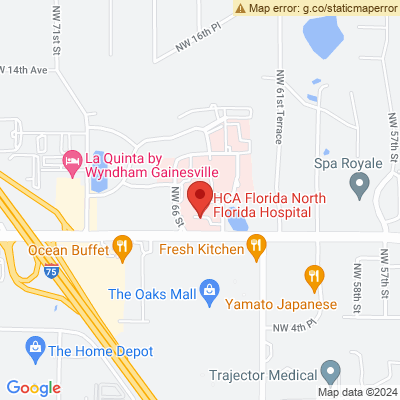 Map error: g.co/staticmaperror
NW 71st St
NW 16th Pl
NW 14th Ave
NW 61st Terrace
NW 57th St
La Quinta by
Wyndham Gainesville
Spa Royale
NW 66 St
HCA Florida North
Florida Hospital
Ocean Buffet
Fresh Kitchen
75
The Oaks Mall
Yamato Japanese
NW 58th St
NW 57th St
NW 4th Pl
The Home Depot
Trajector Medical
Google
Map data ©2024